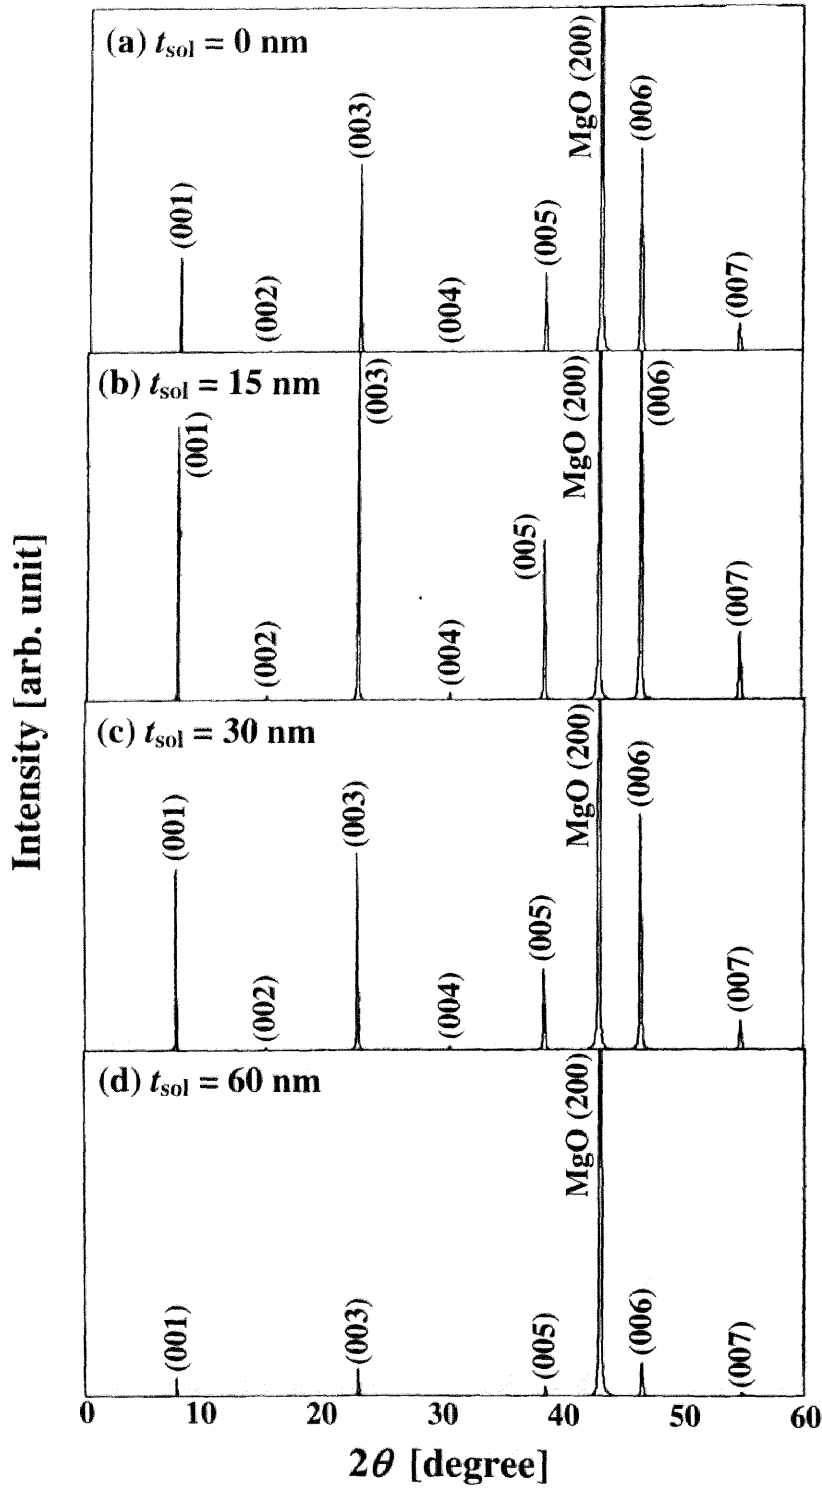 (a) tsol = 0 nm
(001)
(002)
(003)
(004)
(005)
MgO (200)
(006)
(007)
(b) tsol = 15 nm
(001)
(002)
(003)
(004)
(005)
MgO (200)
(006)
(007)
(c) tsol = 30 nm
(001)
(002)
(003)
(004)
(005)
MgO (200)
(006)
(007)
(d) tsol = 60 nm
(001)
(003)
(005)
MgO (200)
(006)
(007)
Intensity [arb. unit]
0 10 20 30 40 50 60
2θ [degree]